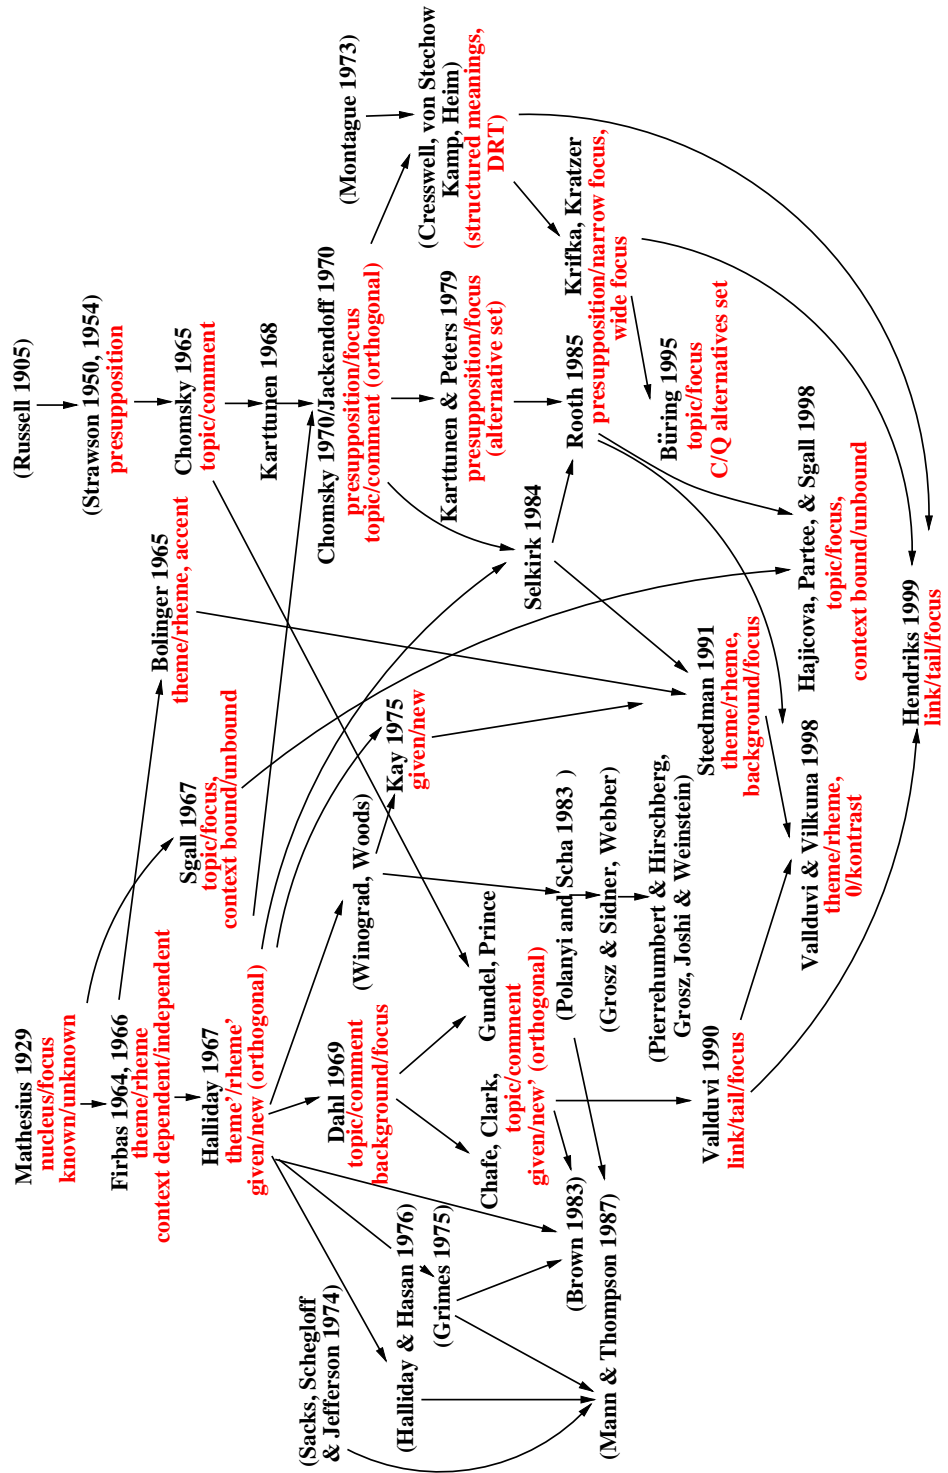 (Russell 1905)
(Strawson 1950, 1954)
presupposition
Chomsky 1965
topic/comment
Karttunen 1968
Chomsky 1970/Jackendoff 1970
presupposition/focus
topic/comment (orthogonal)
(Montague 1973)
(Cresswell, von Stechow
Kamp, Heim)
(structured meanings,
DRT)
Karttunen & Peters 1979
presupposition/focus
(alternative set)
Selkirk 1984
Rooth 1985
Krifka, Kratzer
presupposition/narrow focus,
wide focus
Büring 1995
topic/focus
C/Q alternatives set
Hajicova, Partee, & Sgall 1998
topic/focus,
context bound/unbound
Hendriks 1999
link/tail/focus
Mathesius 1929
nucleus/focus
known/unknown
Firbas 1964, 1966
theme/rheme
context dependent/independent
Bolinger 1965
theme/rheme, accent
Sgall 1967
topic/focus,
context bound/unbound
Halliday 1967
theme'/rheme'
given/new (orthogonal)
Kay 1975
given/new
(Winograd, Woods)
Dahl 1969
topic/comment
background/focus
Chafe, Clark, Gundel, Prince
topic/comment
given/new' (orthogonal)
(Polanyi and Scha 1983 )
(Grosz & Sidner, Webber)
(Pierrehumbert & Hirschberg,
Grosz, Joshi & Weinstein)
Steedman 1991
theme/rheme,
background/focus
Vallduvi 1990
link/tail/focus
Vallduvi & Vilkuna 1998
theme/rheme,
0/kontrast
(Sacks, Schegloff
& Jefferson 1974)
(Halliday & Hasan 1976)
(Grimes 1975)
(Brown 1983)
(Mann & Thompson 1987)